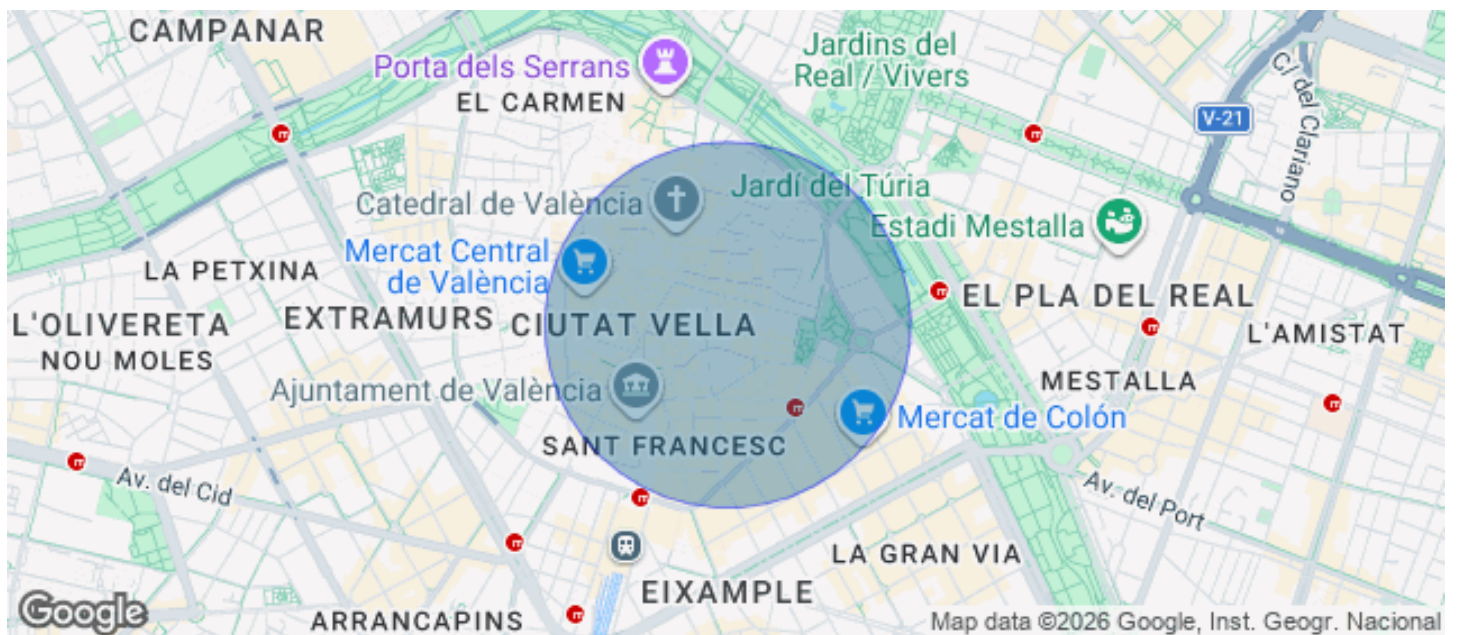 CAMPANAR
Porta dels Serrans
EL CARMEN
Jardins del
Real / Vivers
C/ del Clariano
V-21
Catedral de València
Jardí del Túria
Estadi Mestalla
Mercat Central
de València
LA PETXINA
EL PLA DEL REAL
L'OLIVERETA
EXTRAMURS
CIUTAT VELLA
L'AMISTAT
NOU MOLES
Ajuntament de València
MESTALLA
Mercat de Colón
SANT FRANCESC
Av. del Cid
Av. del Port
LA GRAN VIA
EIXAMPLE
Google
ARRANCAPINS
Map data ©2026 Google, Inst. Geogr. Nacional